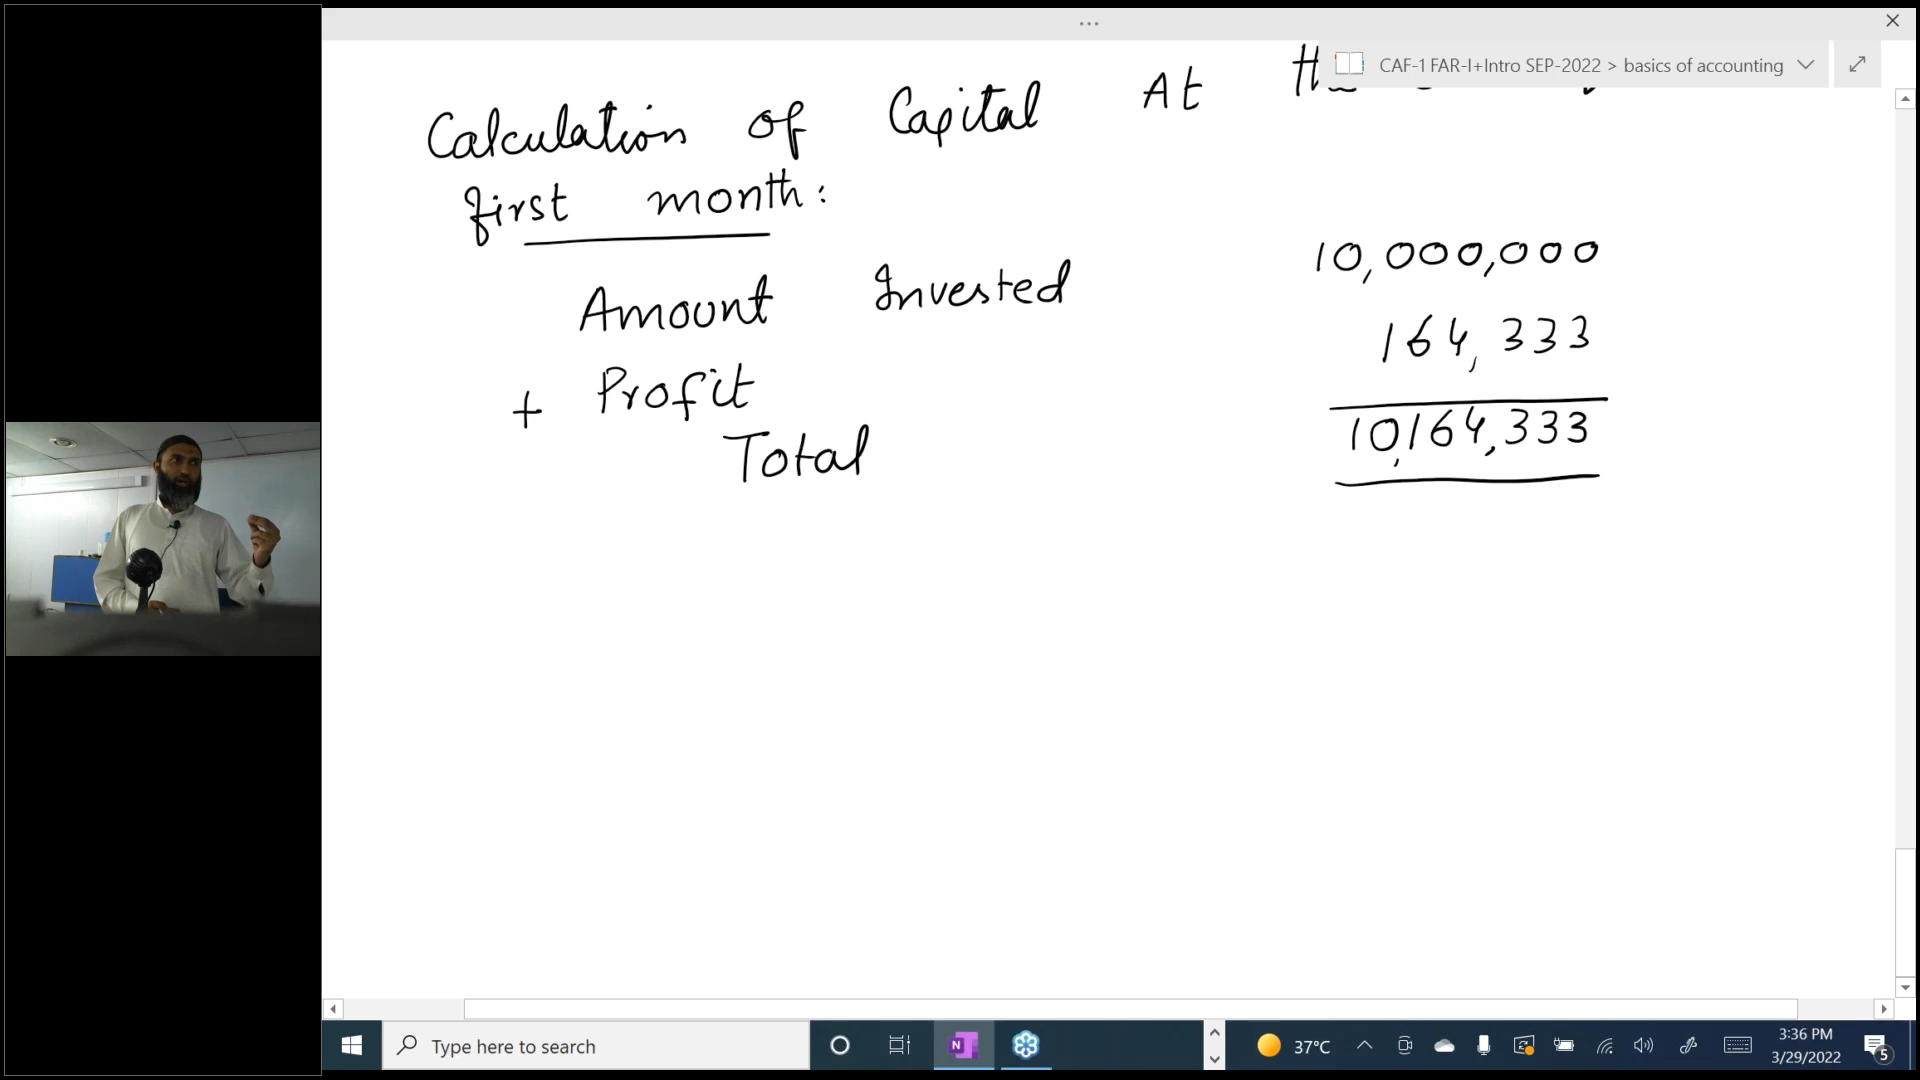 CAF-1 FAR-I+Intro SEP-2022 > basics of accounting
Calculation of Capital At
first month:
Amount Invested 10,000,000
+ Profit 164,333
Total 10,164,333
Type here to search
N
37°C
3:36 PM
3/29/2022
5